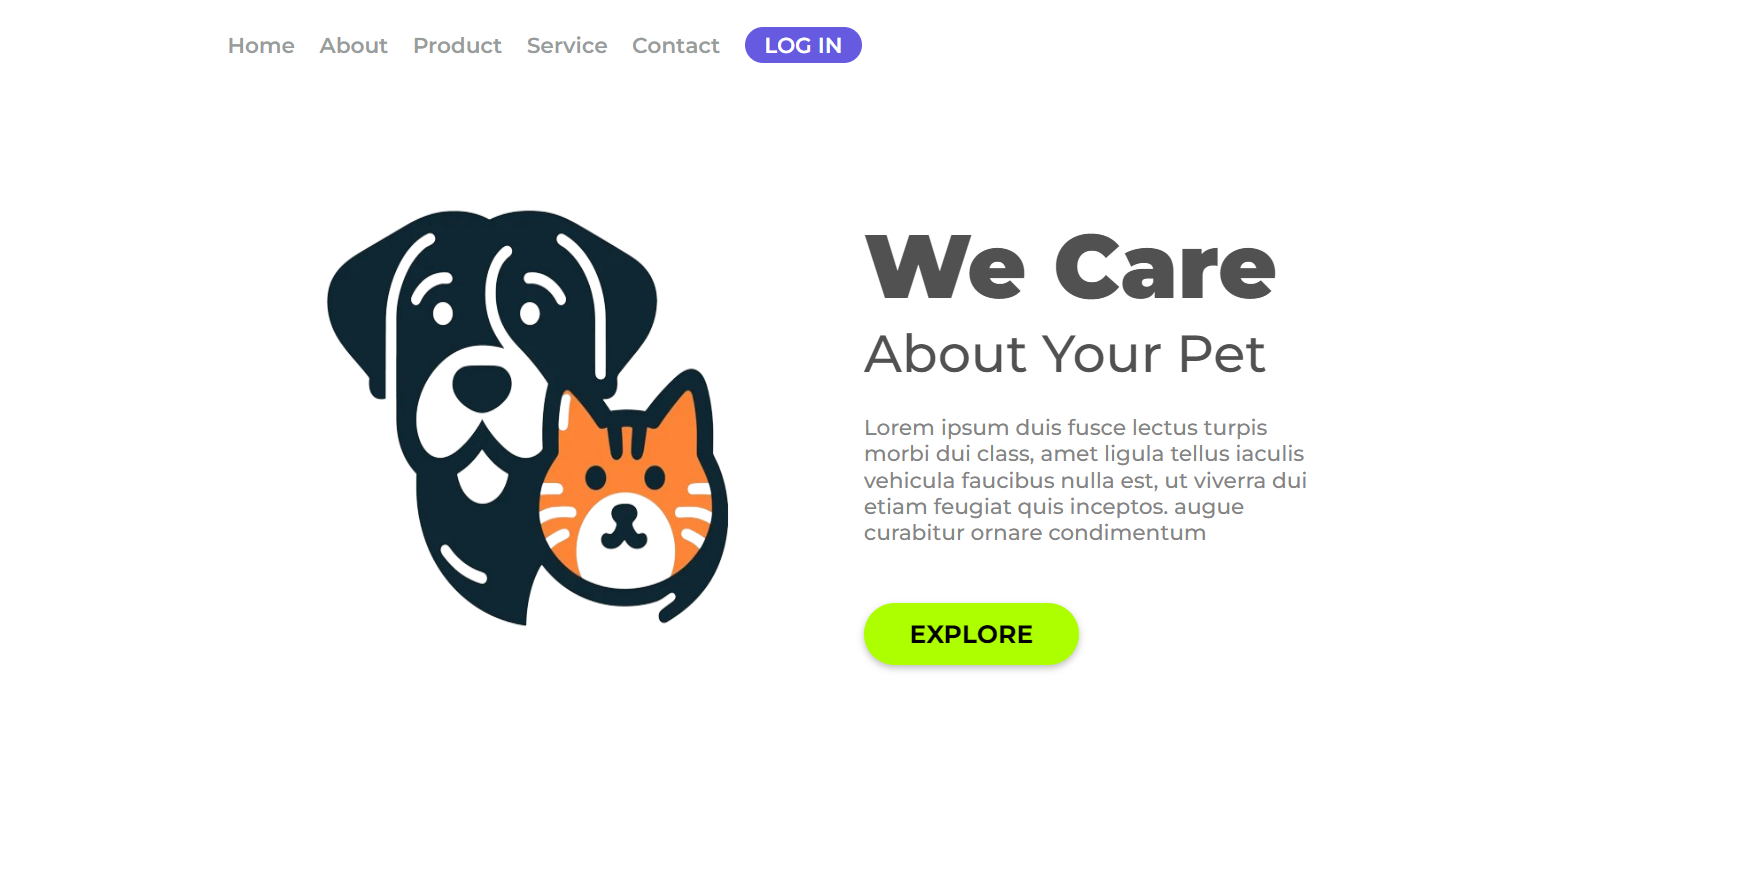 Home About Product Service Contact LOG IN
We Care
About Your Pet
Lorem ipsum duis fusce lectus turpis
morbi dui class, amet ligula tellus iaculis
vehicula faucibus nulla est, ut viverra dui
etiam feugiat quis inceptos. augue
curabitur ornare condimentum
EXPLORE